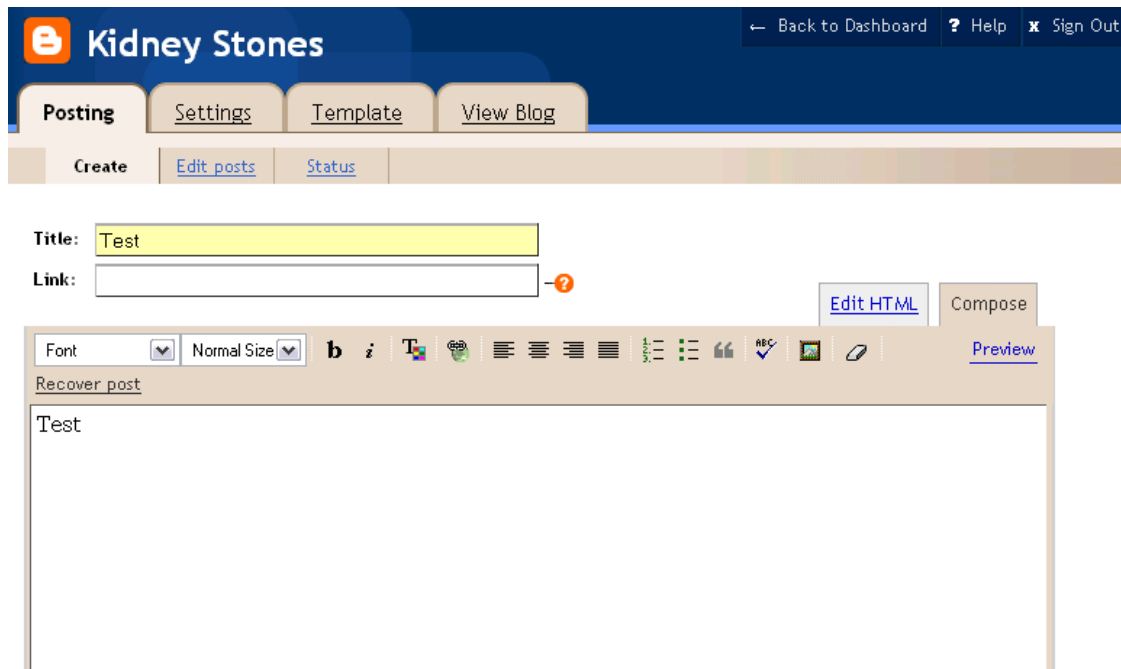 ← Back to Dashboard ? Help x Sign Out
Kidney Stones
Posting Settings Template View Blog
Create Edit posts Status
Title: Test
Link:
Edit HTML Compose
Font Normal Size b i T ABC Preview
Recover post
Test